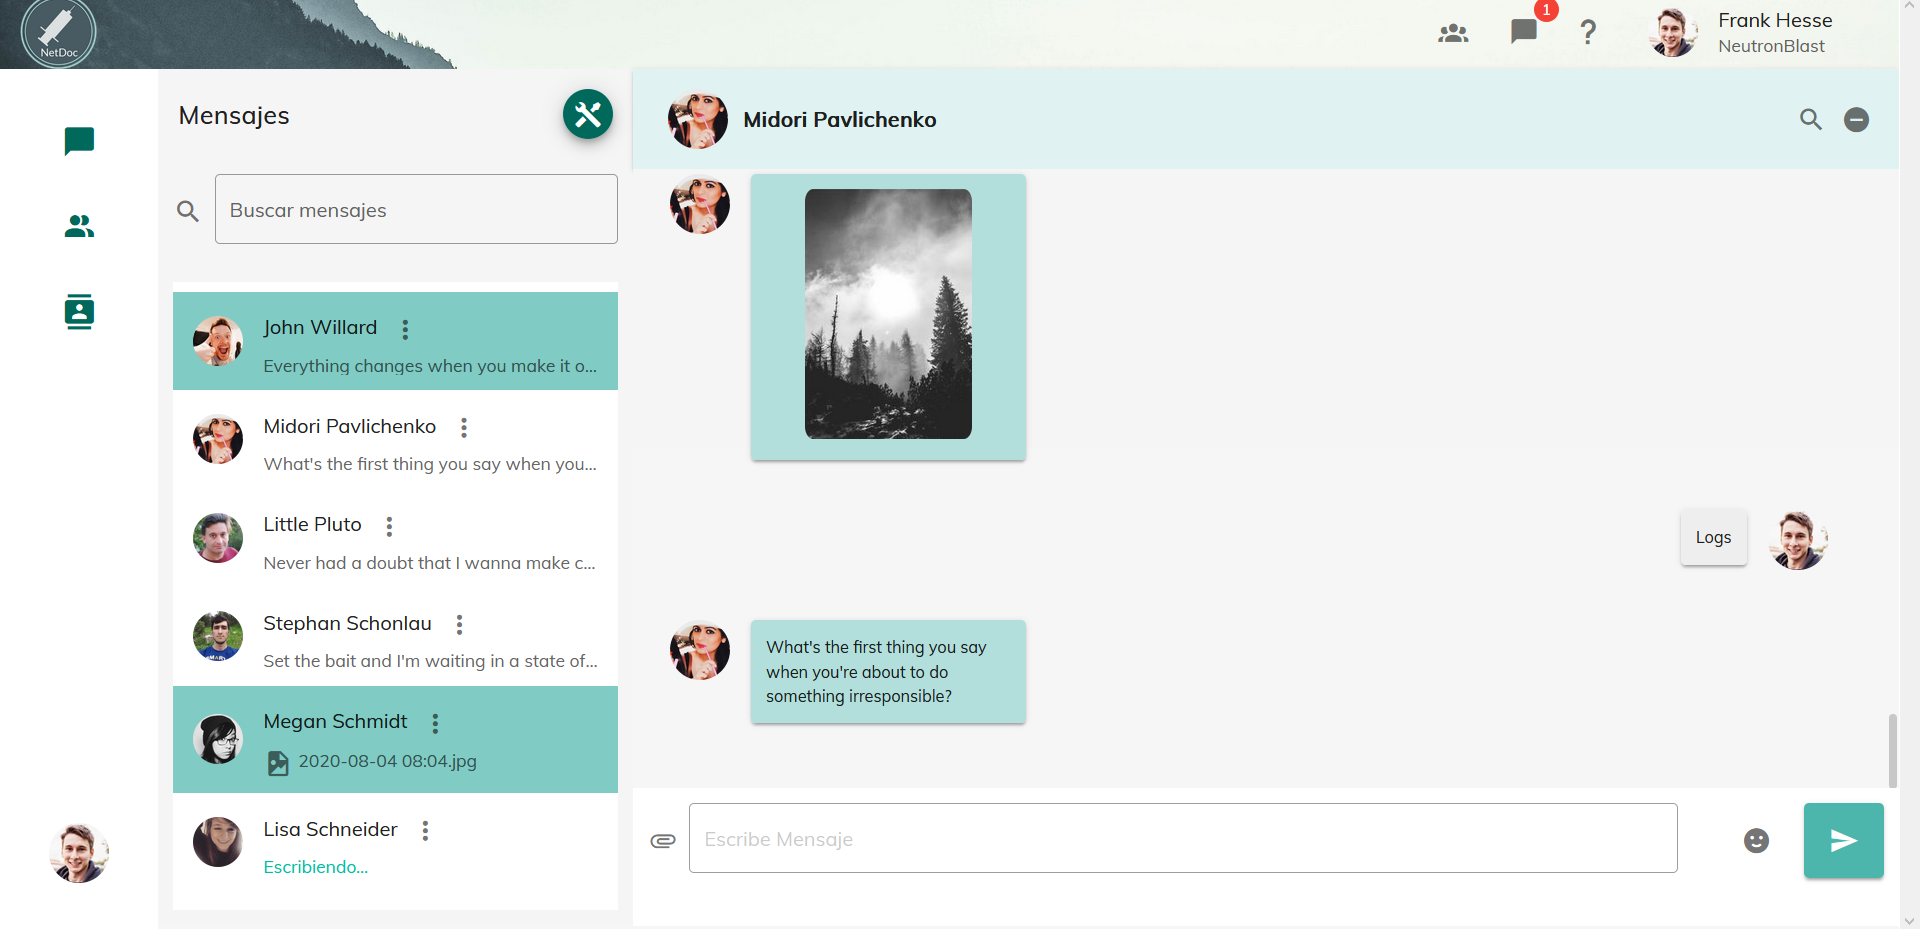 NetDoc
1
Frank Hesse
NeutronBlast
Mensajes
Buscar mensajes
John Willard
Everything changes when you make it o...
Midori Pavlichenko
What's the first thing you say when you...
Little Pluto
Never had a doubt that I wanna make c...
Stephan Schonlau
Set the bait and I'm waiting in a state of...
Megan Schmidt
2020-08-04 08:04.jpg
Lisa Schneider
Escribiendo...
Midori Pavlichenko
Logs
What's the first thing you say
when you're about to do
something irresponsible?
Escribe Mensaje